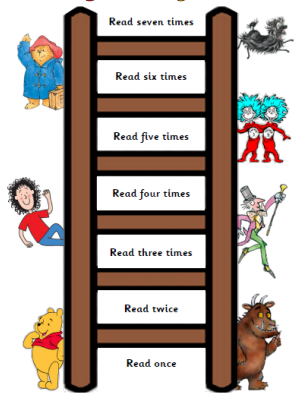 Read seven times
Read six times
Read five times
Read four times
Read three times
Read twice
Read once